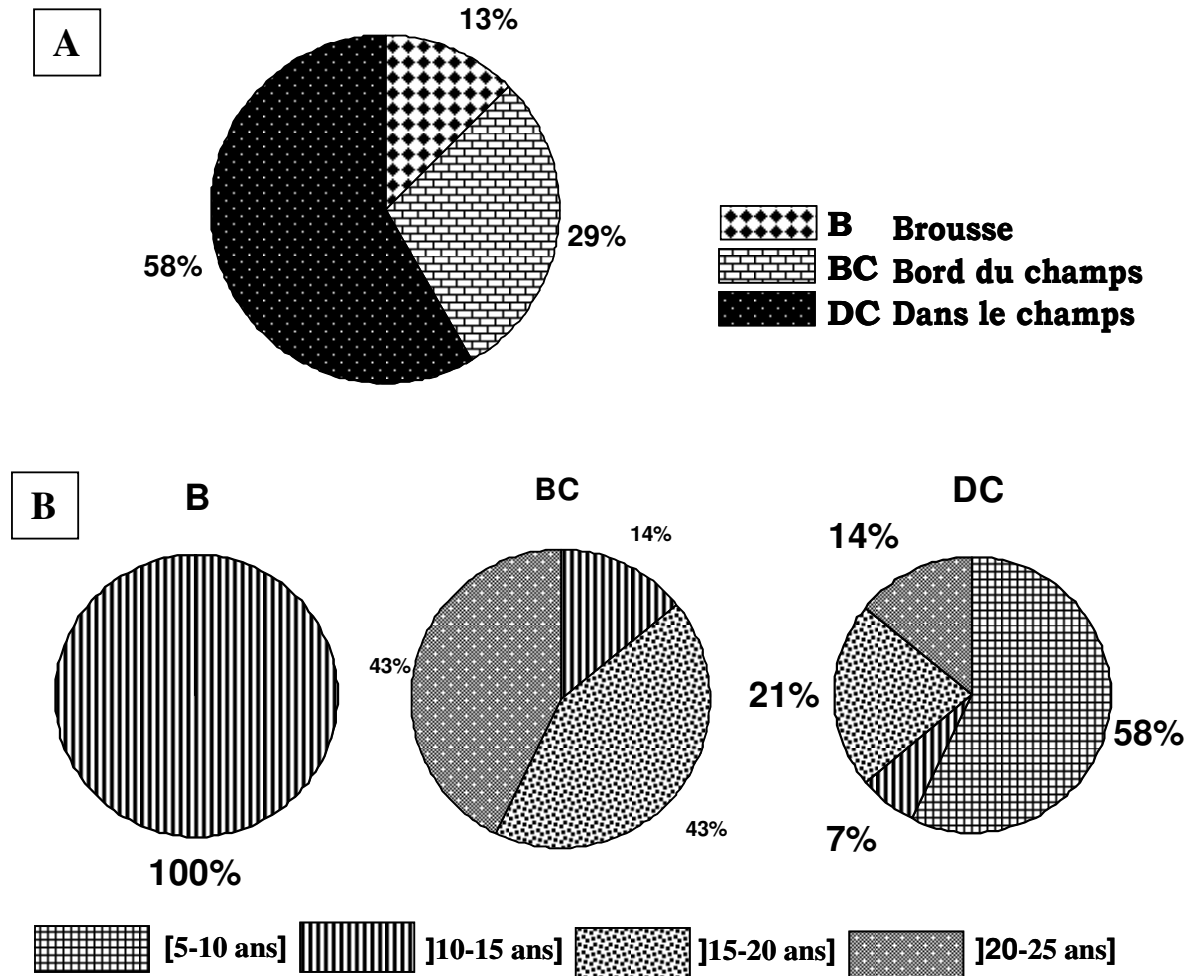 A
13%
29%
58%
B Brousse
BC Bord du champs
DC Dans le champs
B
B
BC
DC
100%
14%
43%
43%
14%
21%
58%
7%
[5-10 ans] ]10-15 ans] ]15-20 ans] ]20-25 ans]